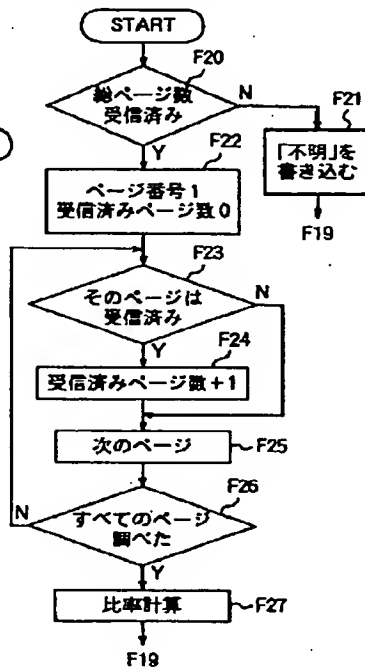 START
F20
総ページ数
受信済み
N
F21
「不明」を
書き込む
F19
Y
F22
ページ番号1
受信済みページ数0
F23
そのページは
受信済み
N
Y
F24
受信済みページ数+1
次のページ
F25
F26
すべてのページ
調べた
N
Y
比率計算
F27
F19